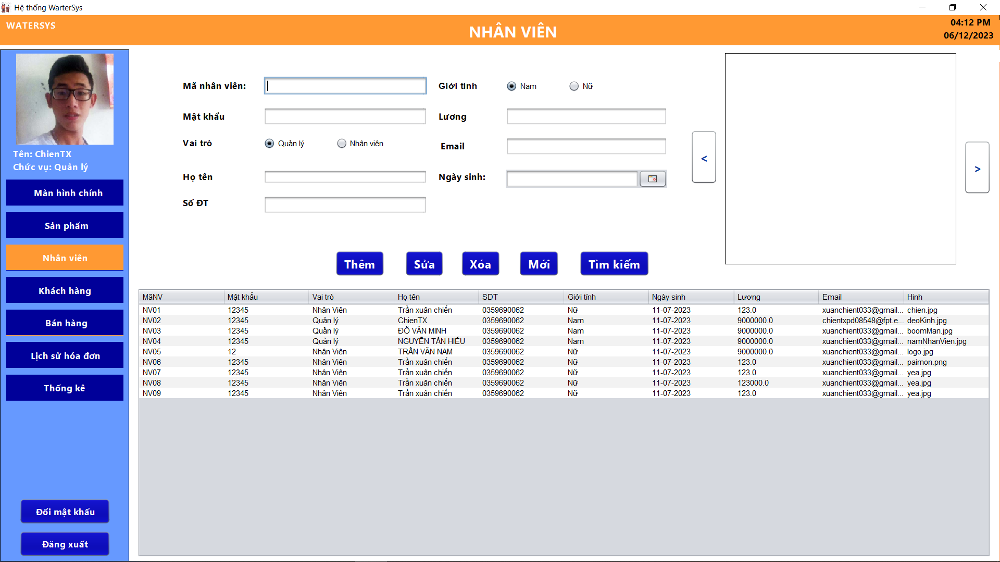 Hệ thống WarterSys
WATERSYS
NHÂN VIÊN
04:12 PM
06/12/2023
Tên: ChienTX
Chức vụ: Quản lý
Màn hình chính
Sản phẩm
Nhân viên
Khách hàng
Bán hàng
Lịch sử hóa đơn
Thống kê
Đổi mật khẩu
Đăng xuất
Mã nhân viên:
Giới tính Nam Nữ
Mật khẩu
Lương
Vai trò Quản lý Nhân viên
Email
Họ tên
Ngày sinh:
Số ĐT
<
>
Thêm Sửa Xóa Mới Tìm kiếm
MãNV Mật khẩu Vai trò Họ tên SDT Giới tính Ngày sinh Lương Email Hinh
NV01 12345 Nhân Viên Trần xuân chiến 0359690062 Nữ 11-07-2023 123.0 xuanchient033@gmail... chien.jpg
NV02 12345 Quản lý ChienTX 0359690062 Nam 11-07-2023 9000000.0 chientxpd08548@fpt.e... deoKinh.jpg
NV03 12345 Quản lý ĐỖ VĂN MINH 0359690062 Nam 11-07-2023 9000000.0 xuanchient033@gmail... boomMan.jpg
NV04 12345 Quản lý NGUYỄN TẤN HIẾU 0359690062 Nam 11-07-2023 9000000.0 xuanchient033@gmail... namNhanVien.jpg
NV05 12 Nhân Viên TRẦN VĂN NAM 0359690062 Nữ 11-07-2023 9000000.0 xuanchient033@gmail... logo.jpg
NV06 12345 Nhân Viên Trần xuân chiến 0359690062 Nữ 11-07-2023 123.0 xuanchient033@gmail... paimon.png
NV07 12345 Nhân Viên Trần xuân chiến 0359690062 Nữ 11-07-2023 123.0 xuanchient033@gmail... yea.jpg
NV08 12345 Nhân Viên Trần xuân chiến 0359690062 Nữ 11-07-2023 123000.0 xuanchient033@gmail... yea.jpg
NV09 12345 Nhân Viên Trần xuân chiến 0359690062 Nữ 11-07-2023 123.0 xuanchient033@gmail... yea.jpg